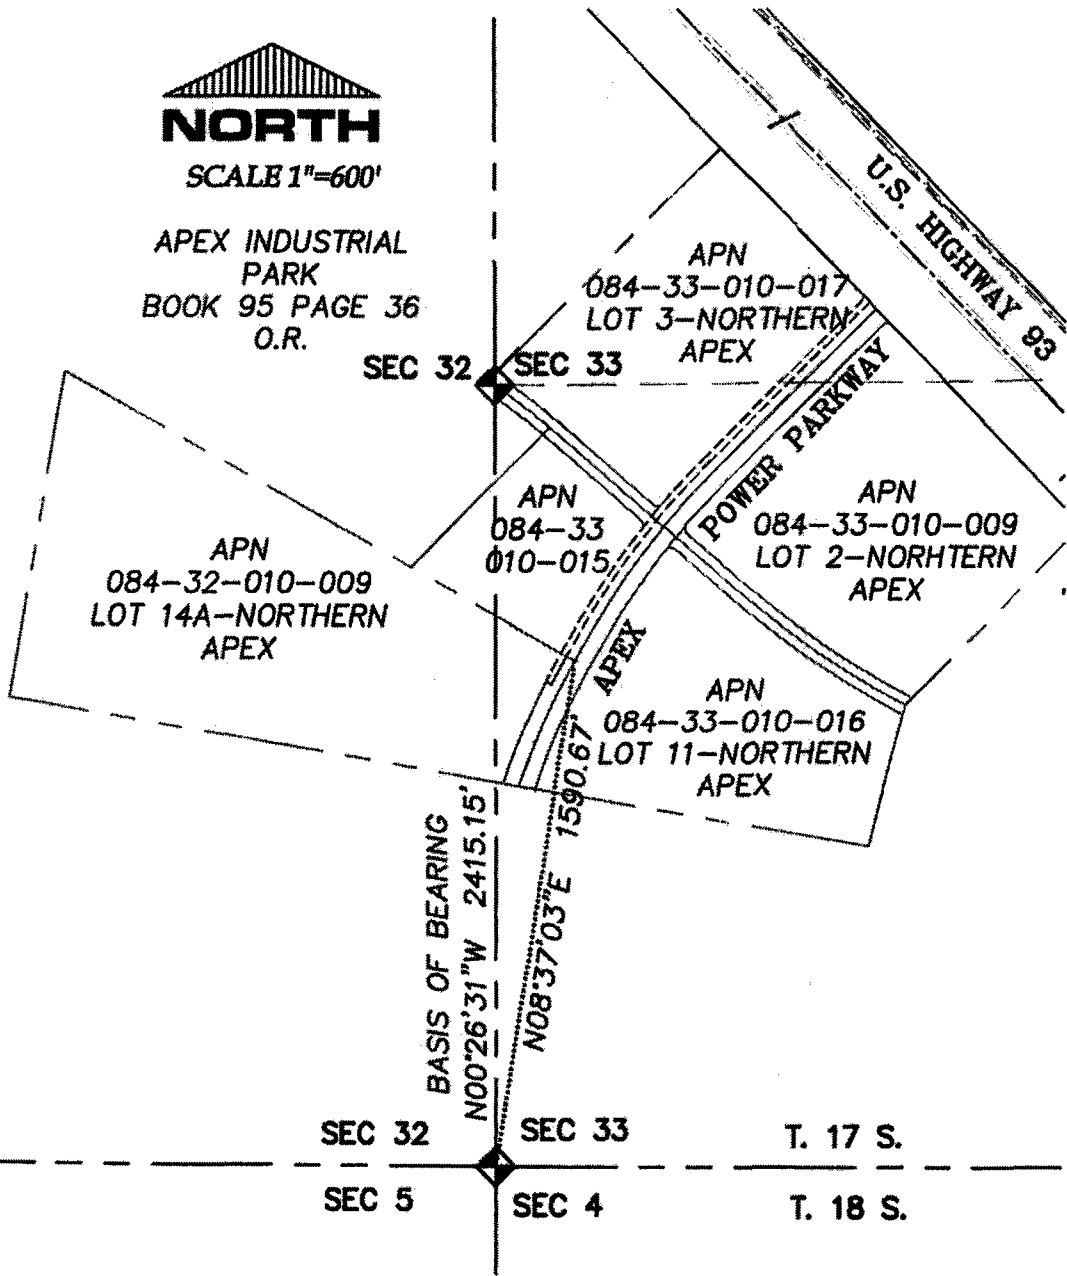 NORTH
SCALE 1"=600'
APEX INDUSTRIAL
PARK
BOOK 95 PAGE 36
O.R.
U.S. HIGHWAY 93
APN
084-33-010-017
LOT 3-NORTHERN
APEX
SEC 32
SEC 33
POWER PARKWAY
APN
084-33
010-015
APN
084-33-010-009
LOT 2-NORHTERN
APEX
APN
084-32-010-009
LOT 14A-NORTHERN
APEX
APEX
APN
084-33-010-016
LOT 11-NORTHERN
APEX
BASIS OF BEARING
N00°26'31"W 2415.15'
N08°37'03"E 1590.67'
SEC 32
SEC 33
T. 17 S.
SEC 5
SEC 4
T. 18 S.